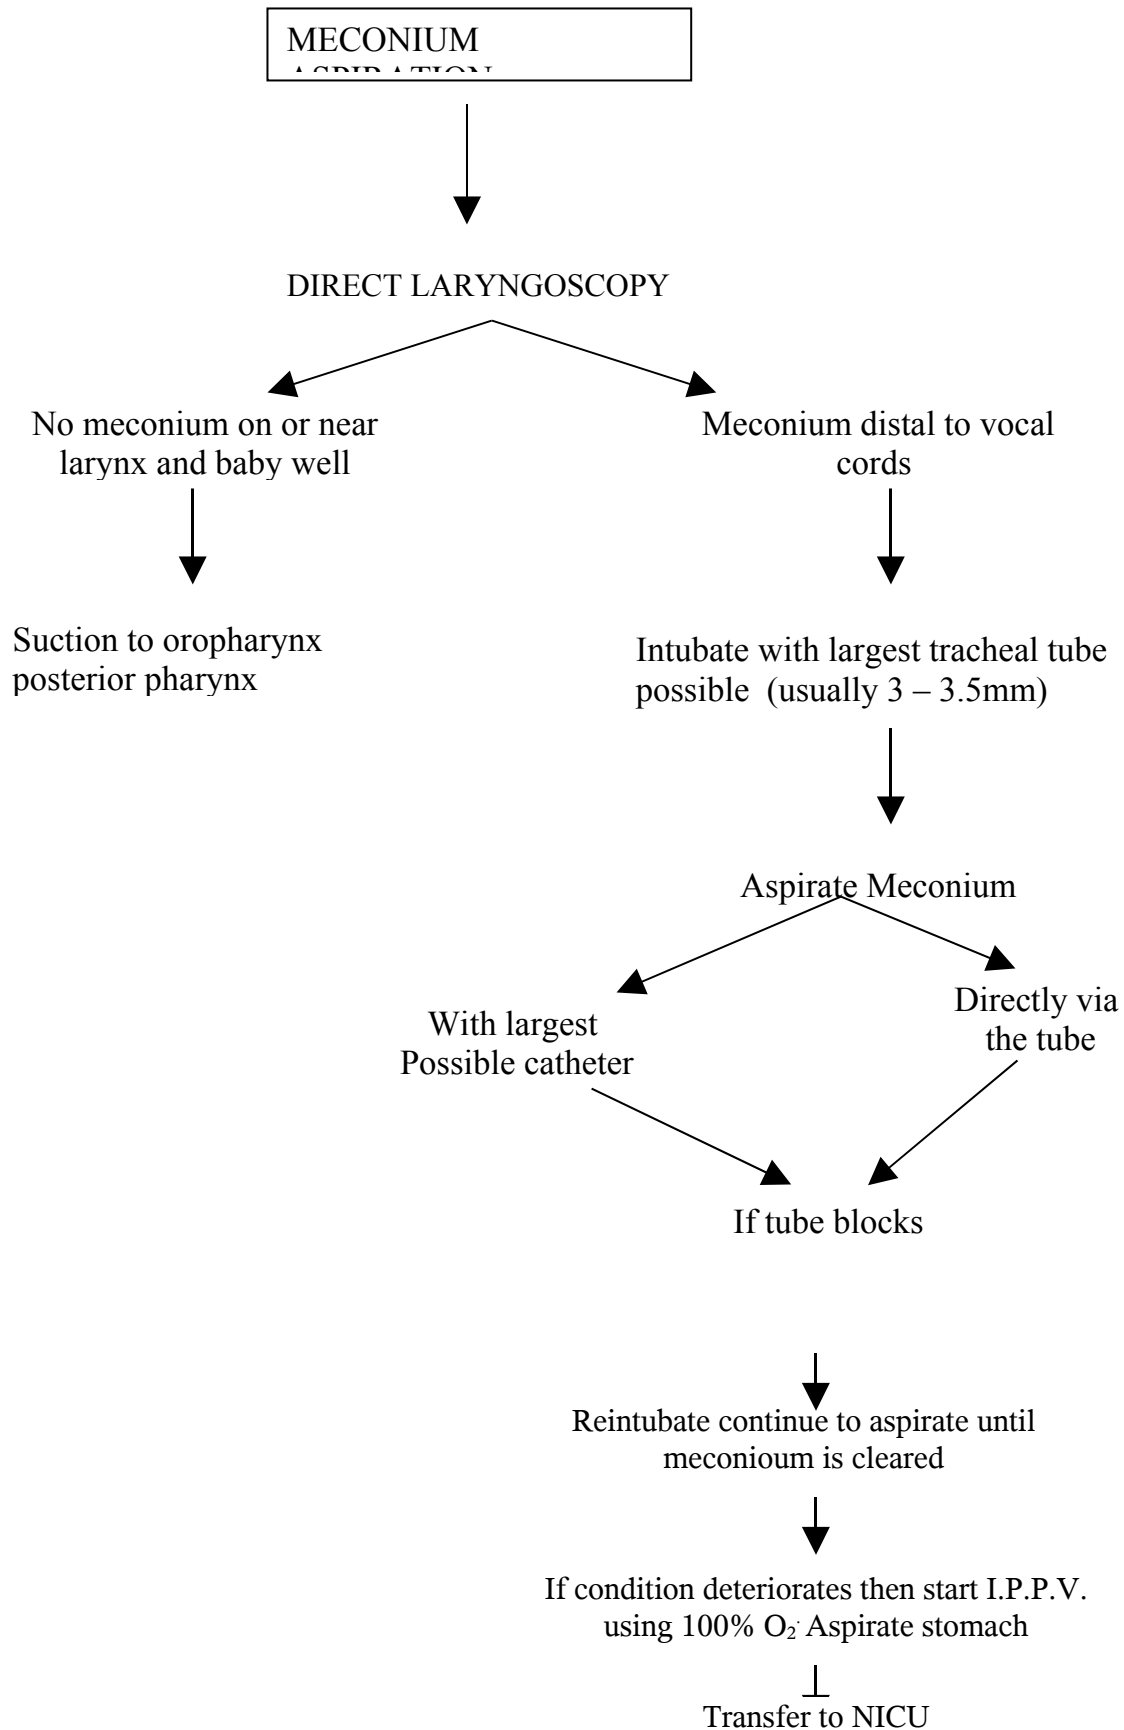 MECONIUM
ASPIRATION
DIRECT LARYNGOSCOPY
No meconium on or near
larynx and baby well
Meconium distal to vocal
cords
Suction to oropharynx
posterior pharynx
Intubate with largest tracheal tube
possible (usually 3 – 3.5mm)
Aspirate Meconium
With largest
Possible catheter
Directly via
the tube
If tube blocks
Reintubate continue to aspirate until
meconioum is cleared
If condition deteriorates then start I.P.P.V.
using 100% O₂. Aspirate stomach
Transfer to NICU